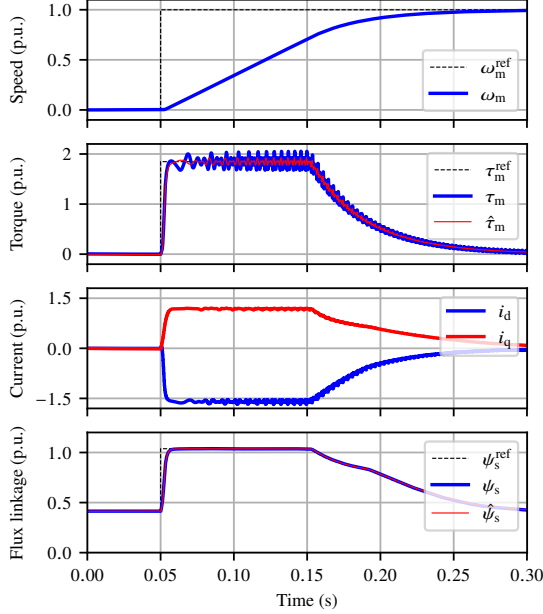 Speed (p.u.)
1.0
0.0
ω_m^ref
ω_m
Torque (p.u.)
2
1
0
τ_m^ref
τ_m
τ̂_m
Current (p.u.)
1.5
0.0
−1.5
i_d
i_q
Flux linkage (p.u.)
1.0
0.5
0.0
ψ_s^ref
ψ_s
ψ̂_s
0.00 0.05 0.10 0.15 0.20 0.25 0.30
Time (s)